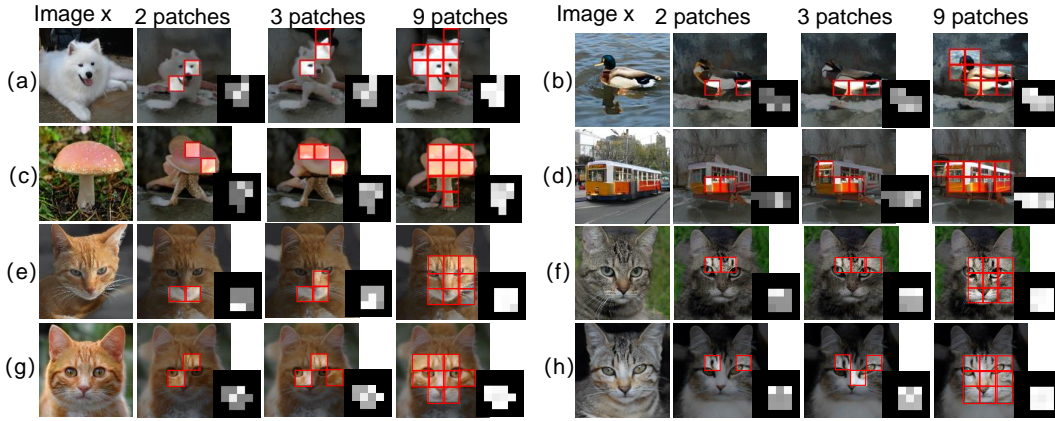 Image x 2 patches 3 patches 9 patches Image x 2 patches 3 patches 9 patches
(a) (b)
(c) (d)
(e) (f)
(g) (h)